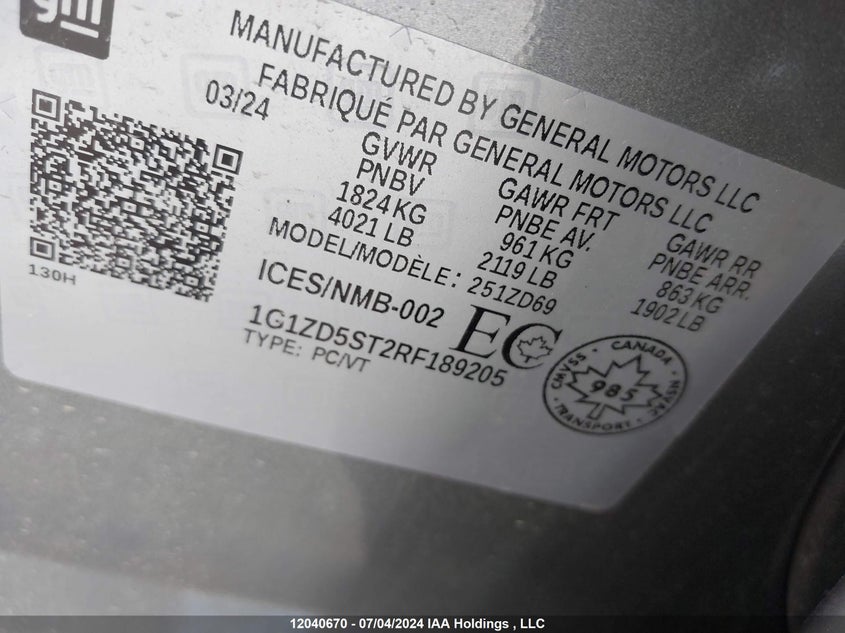 gm
MANUFACTURED BY GENERAL MOTORS LLC
FABRIQUÉ PAR GENERAL MOTORS LLC
03/24
GVWR GAWR FRT GAWR RR
PNBV PNBE AV. PNBE ARR.
1824 KG 961 KG 863 KG
4021 LB 2119 LB 1902 LB
MODEL/MODÈLE: 251ZD69
130H
ICES/NMB-002 EC
1G1ZD5ST2RF189205
TYPE: PC/VT
CANADA
CMVSS 985 NSVAC
TRANSPORT
12040670 - 07/04/2024 IAA Holdings , LLC